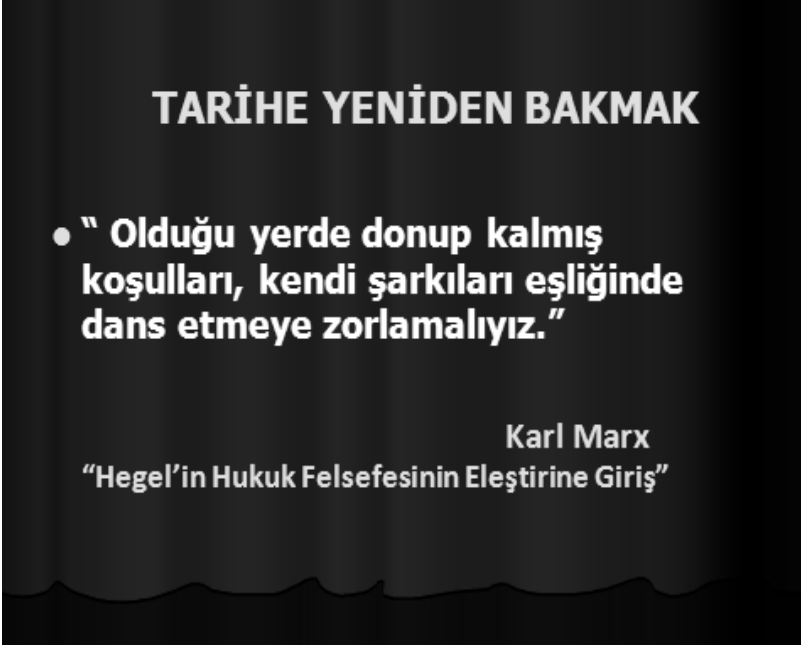 TARİHE YENİDEN BAKMAK
● “ Olduğu yerde donup kalmış
koşulları, kendi şarkıları eşliğinde
dans etmeye zorlamalıyız.”
Karl Marx
“Hegel’in Hukuk Felsefesinin Eleştirine Giriş”